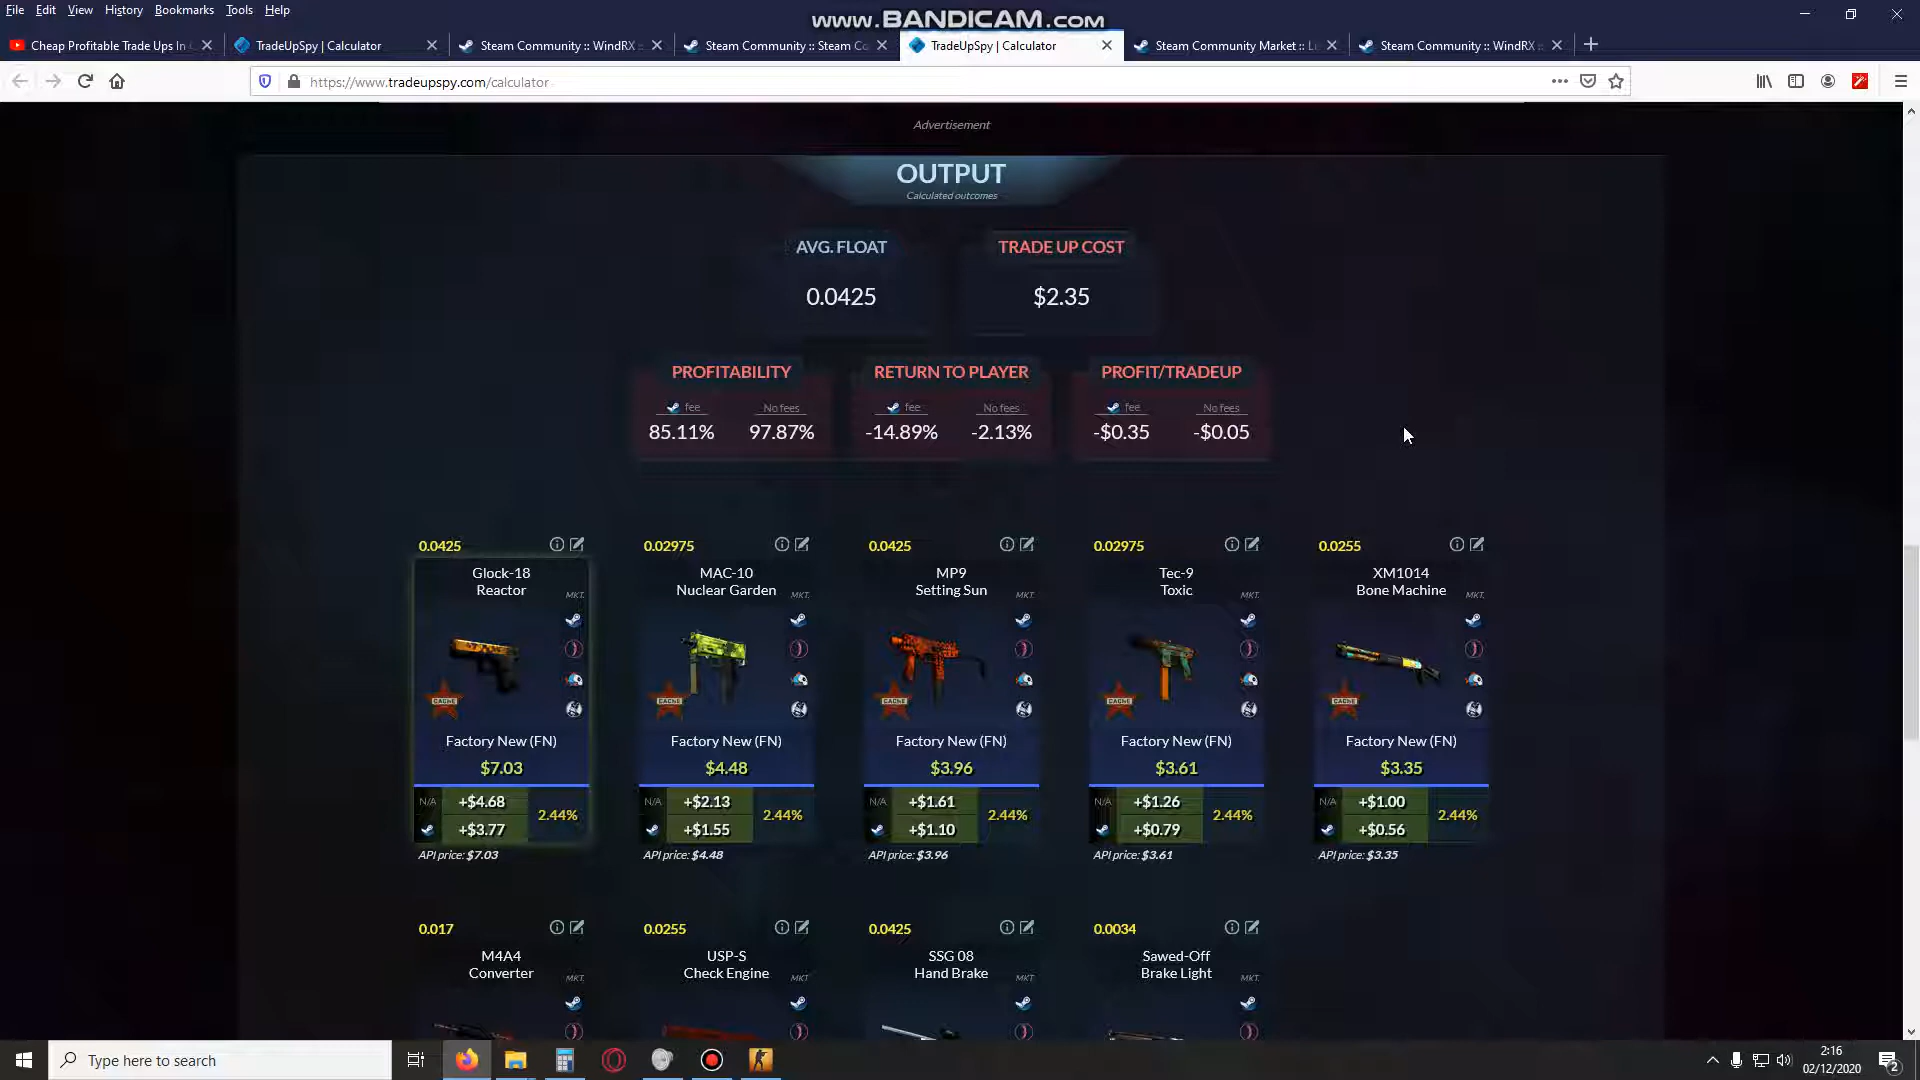 File Edit View History Bookmarks Tools Help
WWW.BANDICAM.COM
Cheap Profitable Trade Ups In
TradeUpSpy | Calculator
Steam Community :: WindRX
Steam Community :: Steam Co
TradeUpSpy | Calculator
Steam Community Market :: Li
Steam Community :: WindRX
https://www.tradeupspy.com/calculator
Advertisement
OUTPUT
Calculated outcomes
AVG. FLOAT TRADE UP COST
0.0425 $2.35
PROFITABILITY RETURN TO PLAYER PROFIT/TRADEUP
fee No fees fee No fees fee No fees
85.11% 97.87% -14.89% -2.13% -$0.35 -$0.05
0.0425 0.02975 0.0425 0.02975 0.0255
Glock-18 MAC-10 MP9 Tec-9 XM1014
Reactor Nuclear Garden Setting Sun Toxic Bone Machine
MKT. MKT. MKT. MKT. MKT.
CACHE CACHE CACHE CACHE CACHE
Factory New (FN) Factory New (FN) Factory New (FN) Factory New (FN) Factory New (FN)
$7.03 $4.48 $3.96 $3.61 $3.35
N/A +$4.68 N/A +$2.13 N/A +$1.61 N/A +$1.26 N/A +$1.00
2.44% 2.44% 2.44% 2.44% 2.44%
+$3.77 +$1.55 +$1.10 +$0.79 +$0.56
API price: $7.03 API price: $4.48 API price: $3.96 API price: $3.61 API price: $3.35
0.017 0.0255 0.0425 0.0034
M4A4 USP-S SSG 08 Sawed-Off
Converter Check Engine Hand Brake Brake Light
MKT. MKT. MKT. MKT.
Type here to search
2:16
02/12/2020
2